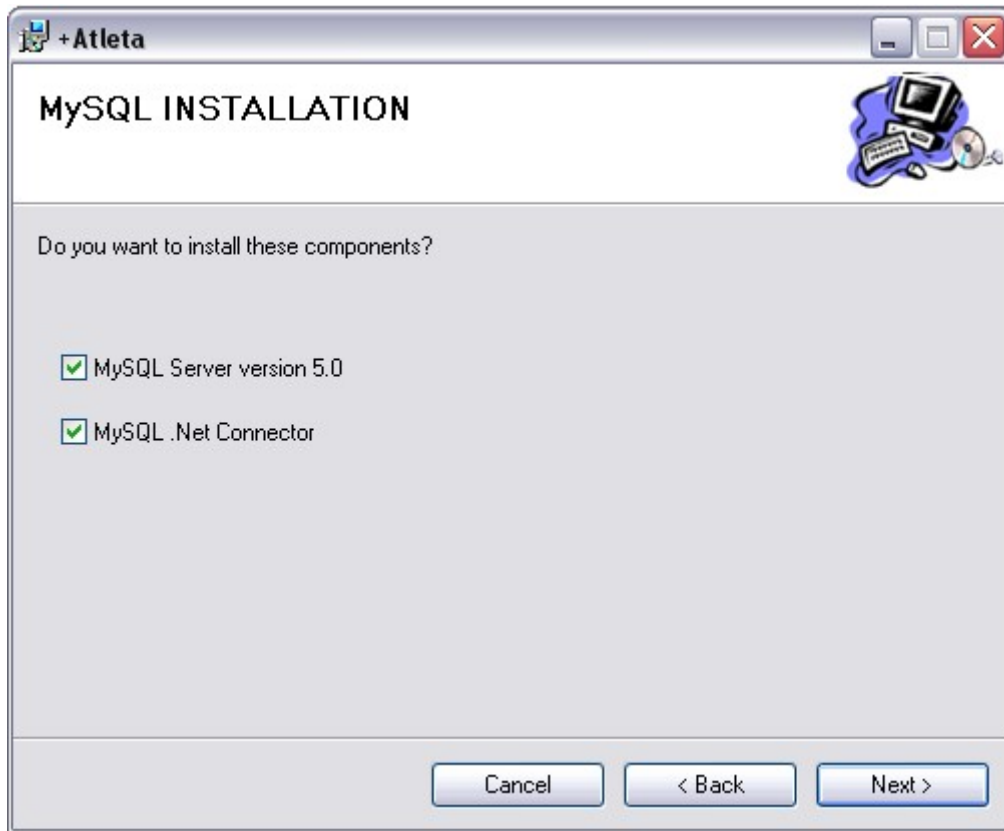 +Atleta
MySQL INSTALLATION
Do you want to install these components?
MySQL Server version 5.0
MySQL .Net Connector
Cancel
< Back
Next >